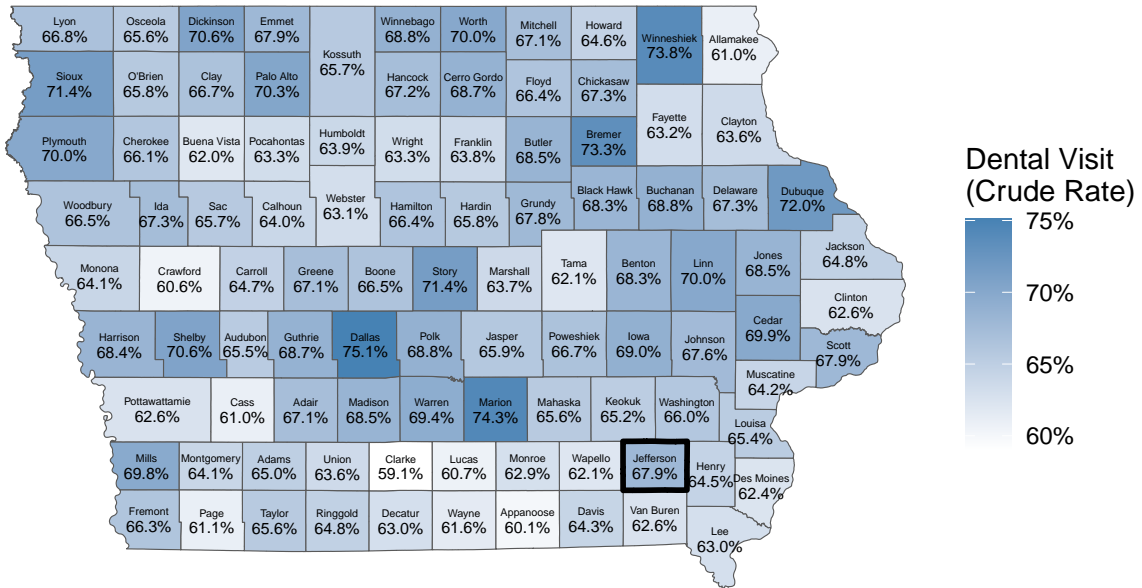 Lyon
66.8%
Osceola
65.6%
Dickinson
70.6%
Emmet
67.9%
Kossuth
65.7%
Winnebago
68.8%
Worth
70.0%
Mitchell
67.1%
Howard
64.6%
Winneshiek
73.8%
Allamakee
61.0%
Sioux
71.4%
O'Brien
65.8%
Clay
66.7%
Palo Alto
70.3%
Hancock
67.2%
Cerro Gordo
68.7%
Floyd
66.4%
Chickasaw
67.3%
Fayette
63.2%
Clayton
63.6%
Plymouth
70.0%
Cherokee
66.1%
Buena Vista
62.0%
Pocahontas
63.3%
Humboldt
63.9%
Wright
63.3%
Franklin
63.8%
Butler
68.5%
Bremer
73.3%
Woodbury
66.5%
Ida
67.3%
Sac
65.7%
Calhoun
64.0%
Webster
63.1%
Hamilton
66.4%
Hardin
65.8%
Grundy
67.8%
Black Hawk
68.3%
Buchanan
68.8%
Delaware
67.3%
Dubuque
72.0%
Monona
64.1%
Crawford
60.6%
Carroll
64.7%
Greene
67.1%
Boone
66.5%
Story
71.4%
Marshall
63.7%
Tama
62.1%
Benton
68.3%
Linn
70.0%
Jones
68.5%
Jackson
64.8%
Clinton
62.6%
Harrison
68.4%
Shelby
70.6%
Audubon
65.5%
Guthrie
68.7%
Dallas
75.1%
Polk
68.8%
Jasper
65.9%
Poweshiek
66.7%
Iowa
69.0%
Johnson
67.6%
Cedar
69.9%
Scott
67.9%
Muscatine
64.2%
Pottawattamie
62.6%
Cass
61.0%
Adair
67.1%
Madison
68.5%
Warren
69.4%
Marion
74.3%
Mahaska
65.6%
Keokuk
65.2%
Washington
66.0%
Louisa
65.4%
Mills
69.8%
Montgomery
64.1%
Adams
65.0%
Union
63.6%
Clarke
59.1%
Lucas
60.7%
Monroe
62.9%
Wapello
62.1%
Jefferson
67.9%
Henry
64.5%
Des Moines
62.4%
Fremont
66.3%
Page
61.1%
Taylor
65.6%
Ringgold
64.8%
Decatur
63.0%
Wayne
61.6%
Appanoose
60.1%
Davis
64.3%
Van Buren
62.6%
Lee
63.0%
Dental Visit
(Crude Rate)
75%
70%
65%
60%